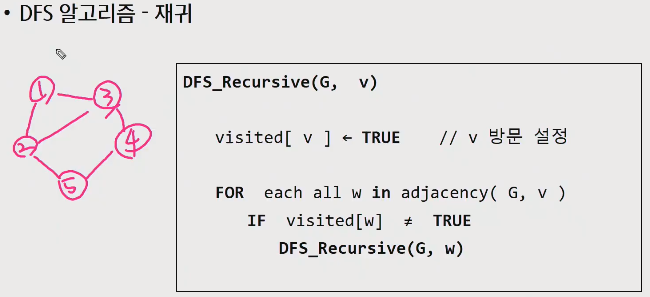 • DFS 알고리즘 - 재귀
1
3
2
4
5
DFS_Recursive(G, v)
visited[ v ] ← TRUE // v 방문 설정
FOR each all w in adjacency( G, v )
IF visited[w] ≠ TRUE
DFS_Recursive(G, w)